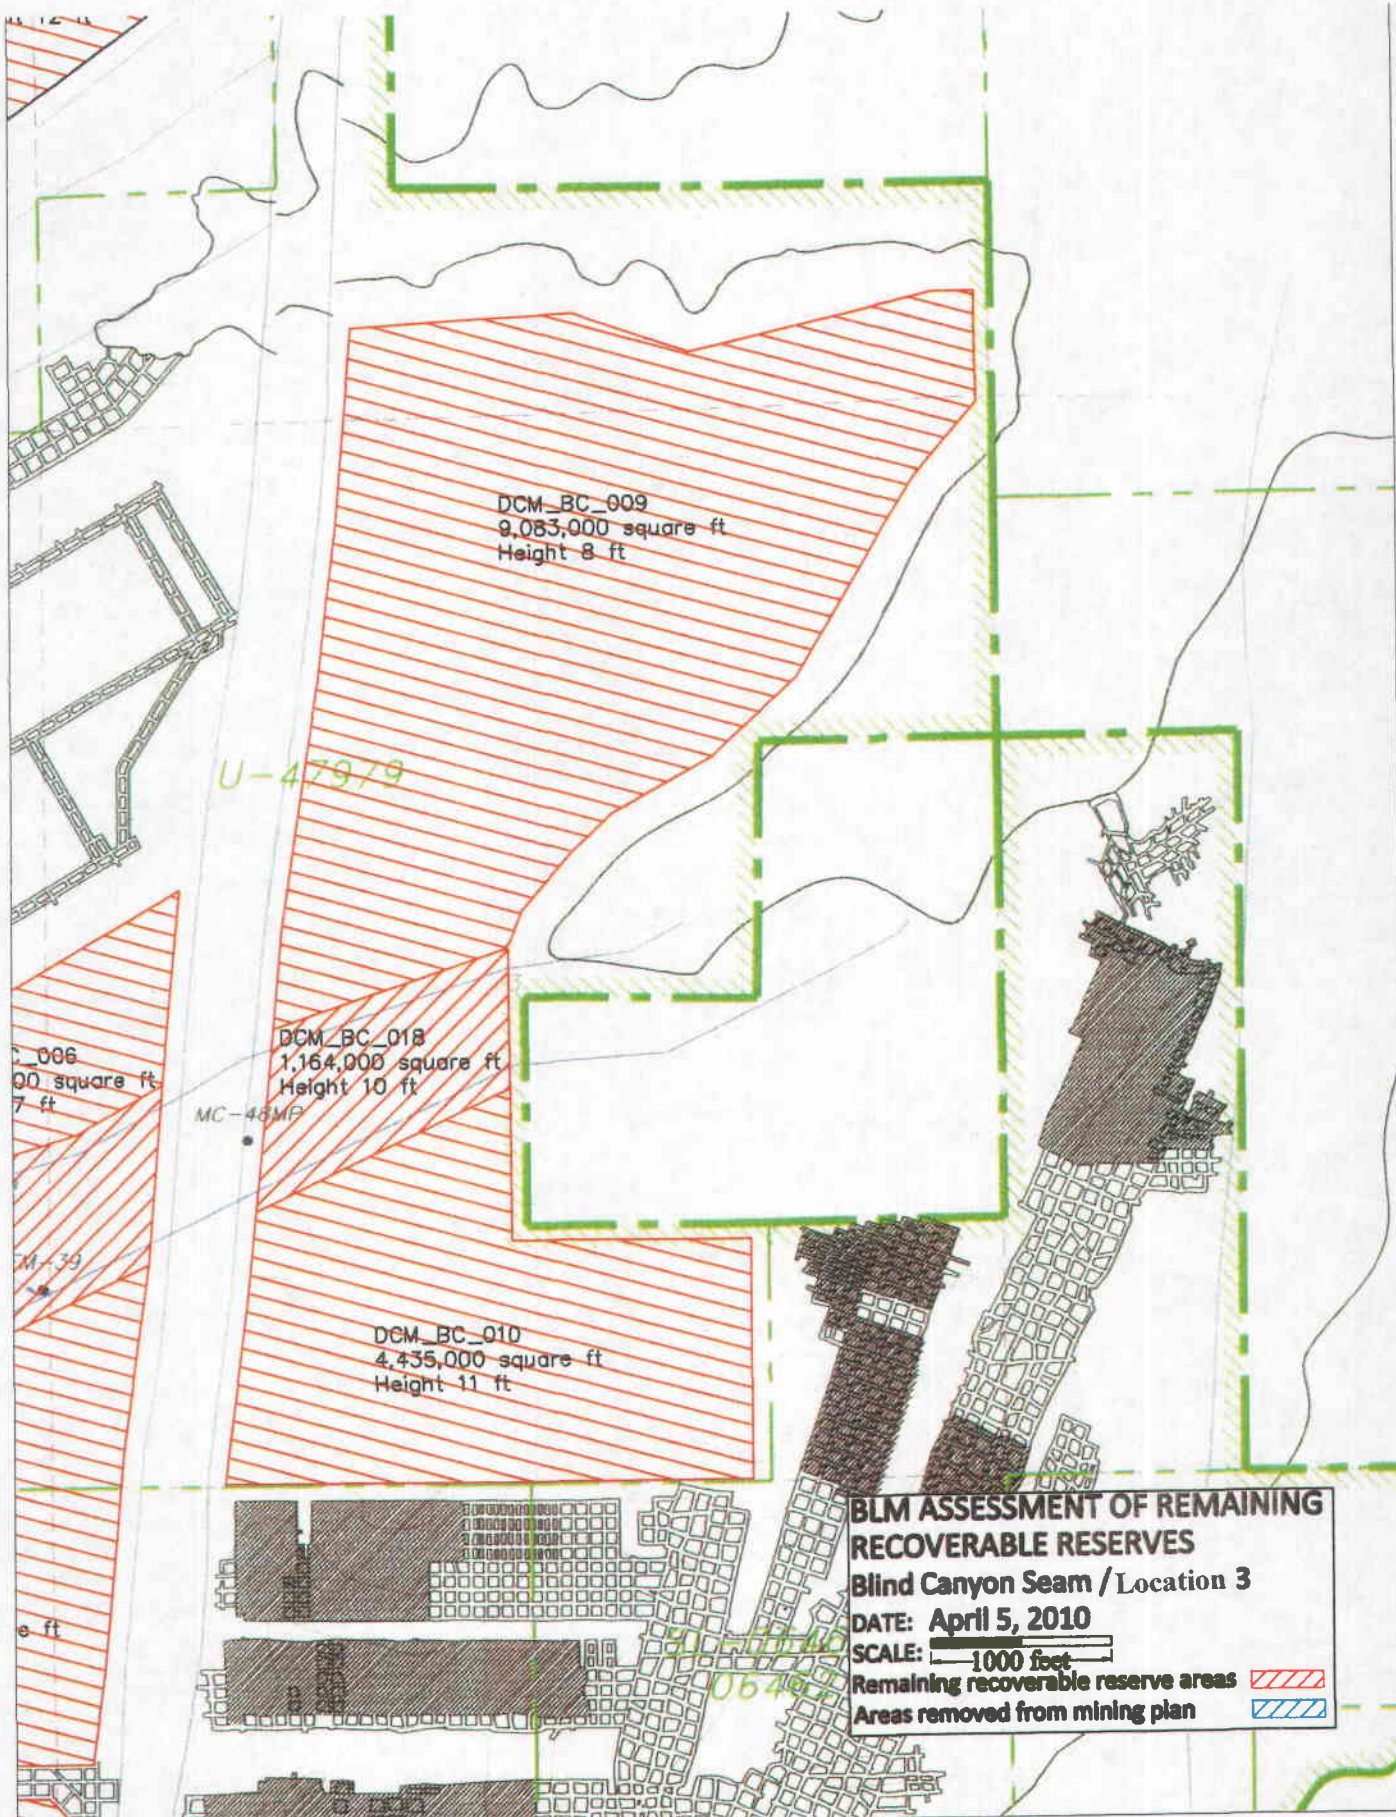 DCM_BC_009
9,083,000 square ft
Height 8 ft
U-47979
DCM_BC_018
1,164,000 square ft
Height 10 ft
C_006
00 square ft
7 ft
MC-48MP
M-39
DCM_BC_010
4,435,000 square ft
Height 11 ft
e ft
BLM ASSESSMENT OF REMAINING
RECOVERABLE RESERVES
Blind Canyon Seam / Location 3
DATE: April 5, 2010
SCALE:
1000 feet
Remaining recoverable reserve areas
Areas removed from mining plan